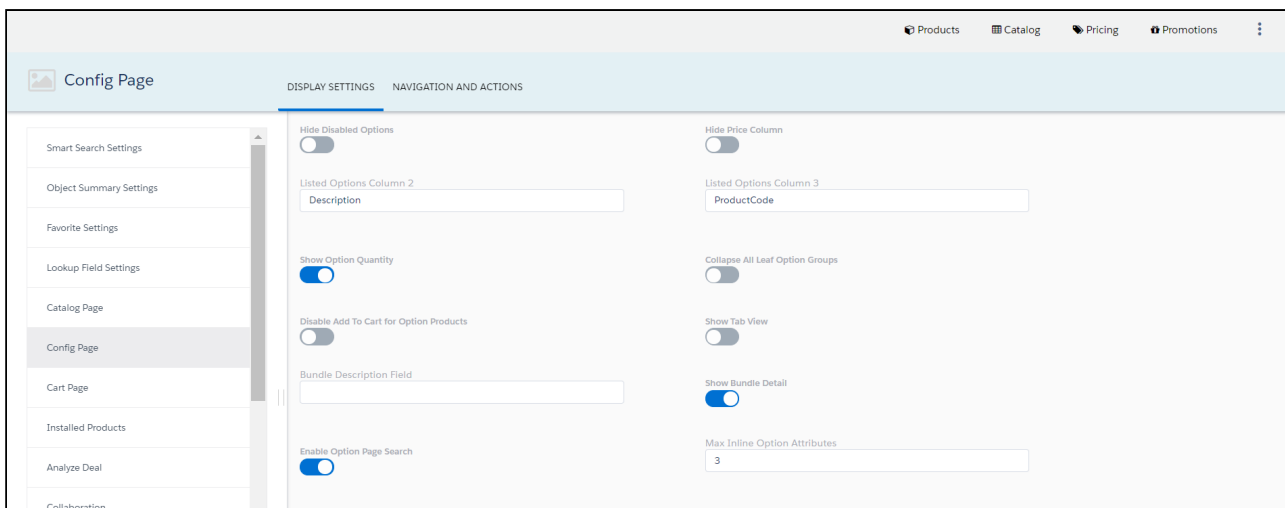 Products Catalog Pricing Promotions
Config Page
DISPLAY SETTINGS NAVIGATION AND ACTIONS
Smart Search Settings
Object Summary Settings
Favorite Settings
Lookup Field Settings
Catalog Page
Config Page
Cart Page
Installed Products
Analyze Deal
Collaboration
Hide Disabled Options Hide Price Column
Listed Options Column 2 Listed Options Column 3
Description ProductCode
Show Option Quantity Collapse All Leaf Option Groups
Disable Add To Cart for Option Products Show Tab View
Bundle Description Field Show Bundle Detail
Enable Option Page Search Max Inline Option Attributes
3